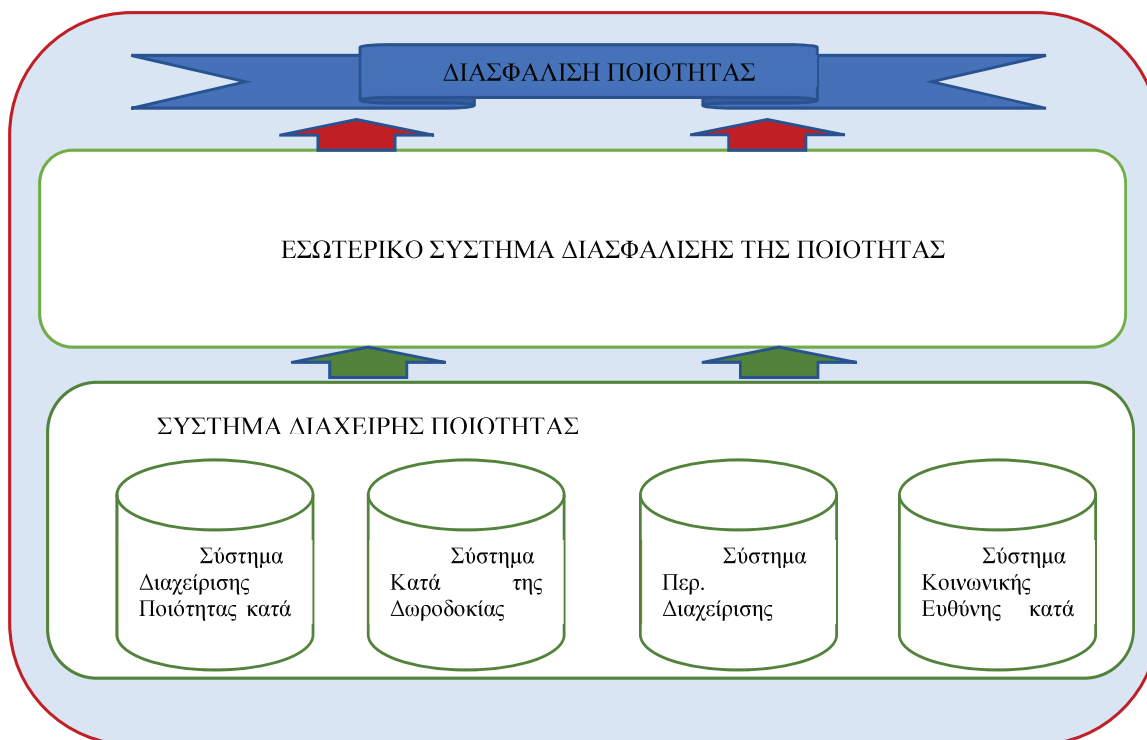 ΔΙΑΣΦΑΛΙΣΗ ΠΟΙΟΤΗΤΑΣ
ΕΣΩΤΕΡΙΚΟ ΣΥΣΤΗΜΑ ΔΙΑΣΦΑΛΙΣΗΣ ΤΗΣ ΠΟΙΟΤΗΤΑΣ
ΣΥΣΤΗΜΑ ΔΙΑΧΕΙΡΗΣ ΠΟΙΟΤΗΤΑΣ
Σύστημα
Διαχείρισης
Ποιότητας κατά
Σύστημα
Κατά της
Δωροδοκίας
Σύστημα
Περ.
Διαχείρισης
Σύστημα
Κοινωνικής
Ευθύνης κατά